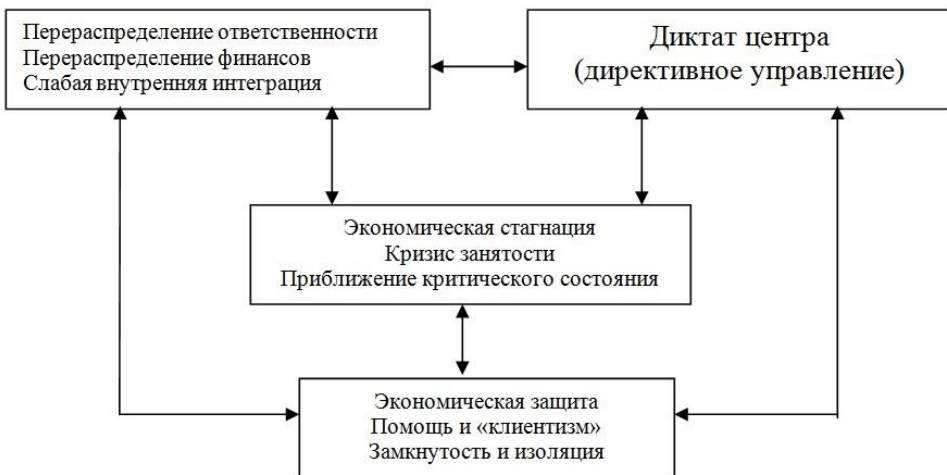 Перераспределение ответственности
Перераспределение финансов
Слабая внутренняя интеграция
Диктат центра
(директивное управление)
Экономическая стагнация
Кризис занятости
Приближение критического состояния
Экономическая защита
Помощь и «клиентизм»
Замкнутость и изоляция